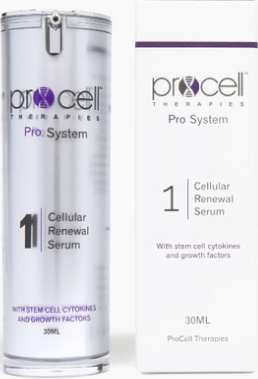 procell
THERAPIES
Pro System
1
Cellular
Renewal
Serum
WITH STEM CELL CYTOKINES
AND GROWTH FACTORS
30ML
procell
THERAPIES
Pro System
1
Cellular
Renewal
Serum
With stem cell cytokines
and growth factors
30ML
ProCell Therapies